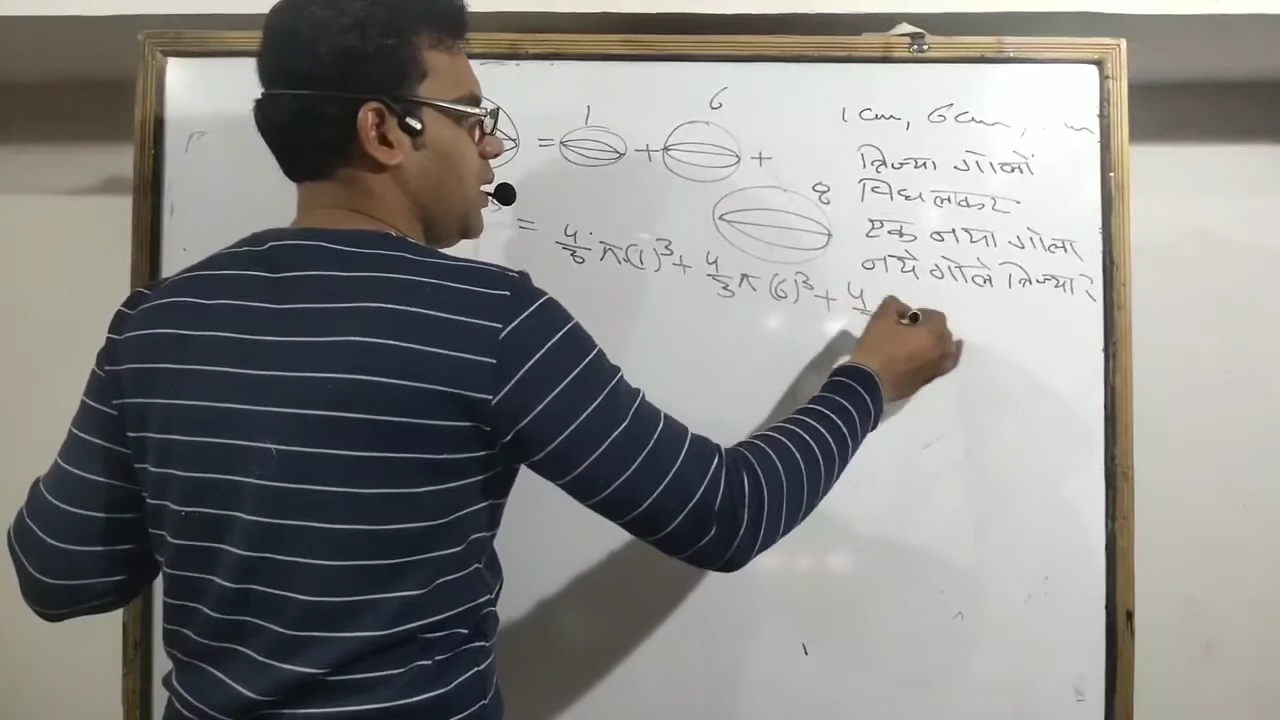 1 6 1 cm, 6 cm,
= + +
त्रिज्या गोलों
8 पिघलाकर
एक नया गोला
नये गोले त्रिज्या?
= 4/3 π(1)³ + 4/3 π(6)³ + 4